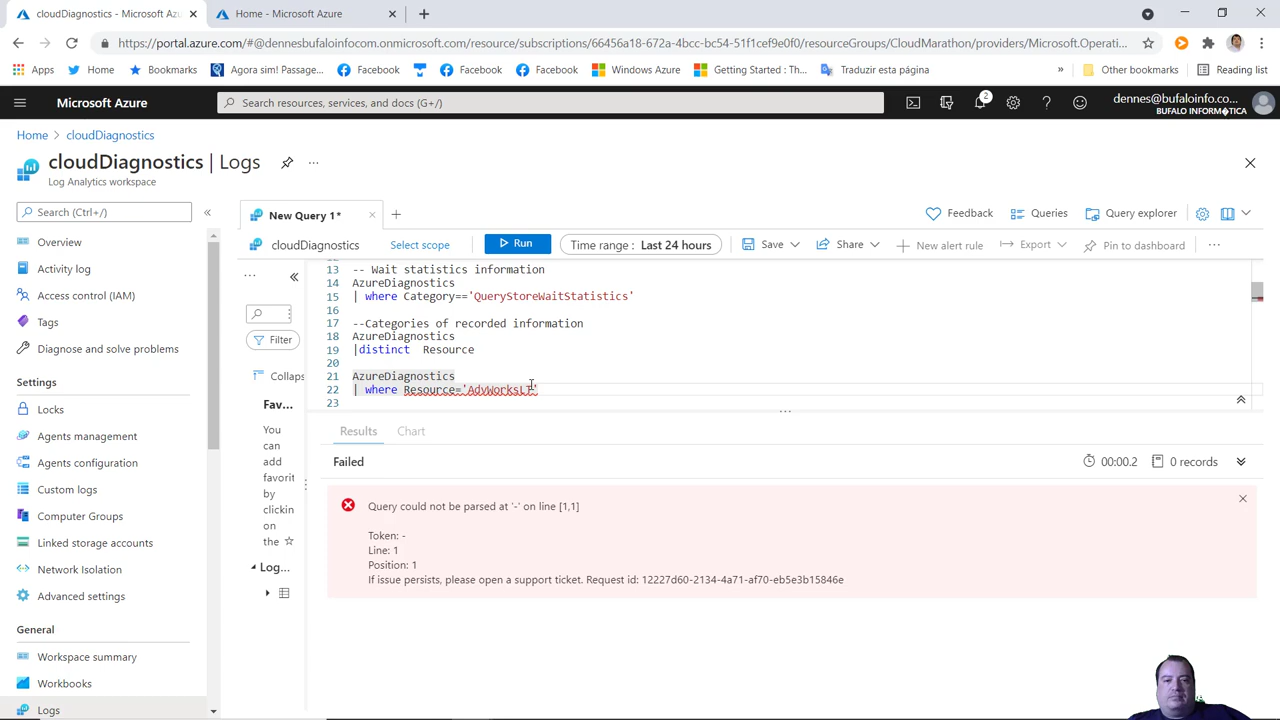 cloudDiagnostics - Microsoft Az
Home - Microsoft Azure
https://portal.azure.com/#@dennesbufaloinfocom.onmicrosoft.com/resource/subscriptions/66456a18-672a-4bcc-bc54-51f1cef9e0f0/resourceGroups/CloudMarathon/providers/Microsoft.Operati...
Apps
Home
Bookmarks
Agora sim! Passage...
Facebook
Facebook
Facebook
Windows Azure
Getting Started : Th...
Traduzir esta página
»
Other bookmarks
Reading list
Microsoft Azure
Search resources, services, and docs (G+/)
2
dennes@bufaloinfo.co...
BUFALO INFORM�TICA
Home > cloudDiagnostics
cloudDiagnostics | Logs
...
Log Analytics workspace
Search (Ctrl+/)
«
Overview
Activity log
Access control (IAM)
Tags
Diagnose and solve problems
Settings
Locks
Agents management
Agents configuration
Custom logs
Computer Groups
Linked storage accounts
Network Isolation
Advanced settings
General
Workspace summary
Workbooks
Logs
New Query 1*
Feedback
Queries
Query explorer
cloudDiagnostics
Select scope
Run
Time range : Last 24 hours
Save
Share
New alert rule
Export
Pin to dashboard
...
...
«
Filter
Collaps
Fav...
You
can
add
favorit
by
clickin
on
the ☆
Log...
12
13 -- Wait statistics information
14 AzureDiagnostics
15 | where Category=='QueryStoreWaitStatistics'
16
17 --Categories of recorded information
18 AzureDiagnostics
19 |distinct  Resource
20
21 AzureDiagnostics
22 | where Resource='AdvWorksLT'
23
...
Results
Chart
Failed
00:00.2
0 records
Query could not be parsed at '-' on line [1,1]
Token: -
Line: 1
Position: 1
If issue persists, please open a support ticket. Request id: 12227d60-2134-4a71-af70-eb5e3b15846e